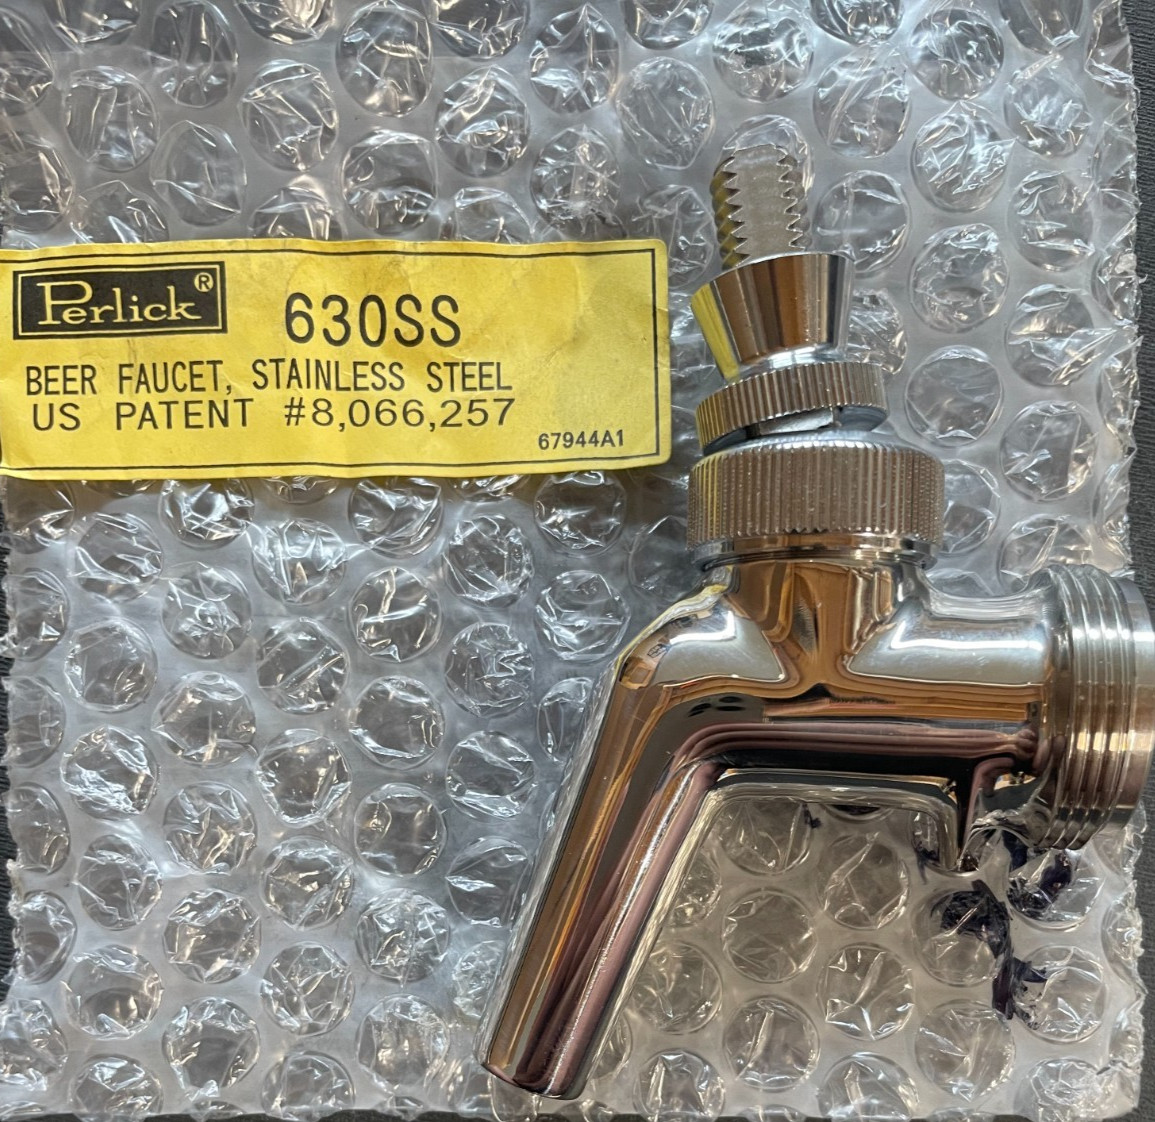 Perlick®
630SS
BEER FAUCET, STAINLESS STEEL
US PATENT #8,066,257
67944A1